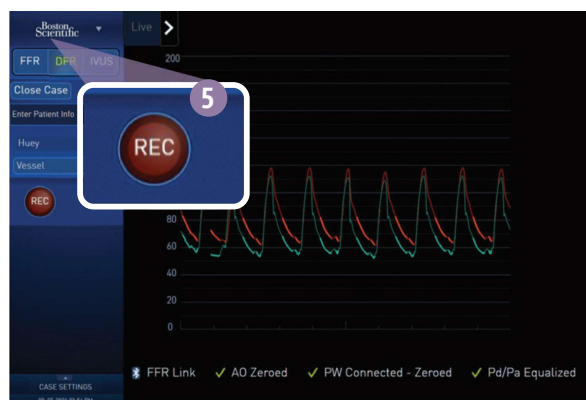 Boston
Scientific
Live
FFR DFR IVUS
Close Case
Enter Patient Info
Huey
Vessel
REC
5
REC
200
80
60
40
20
0
FFR Link AO Zeroed PW Connected - Zeroed Pd/Pa Equalized
CASE SETTINGS